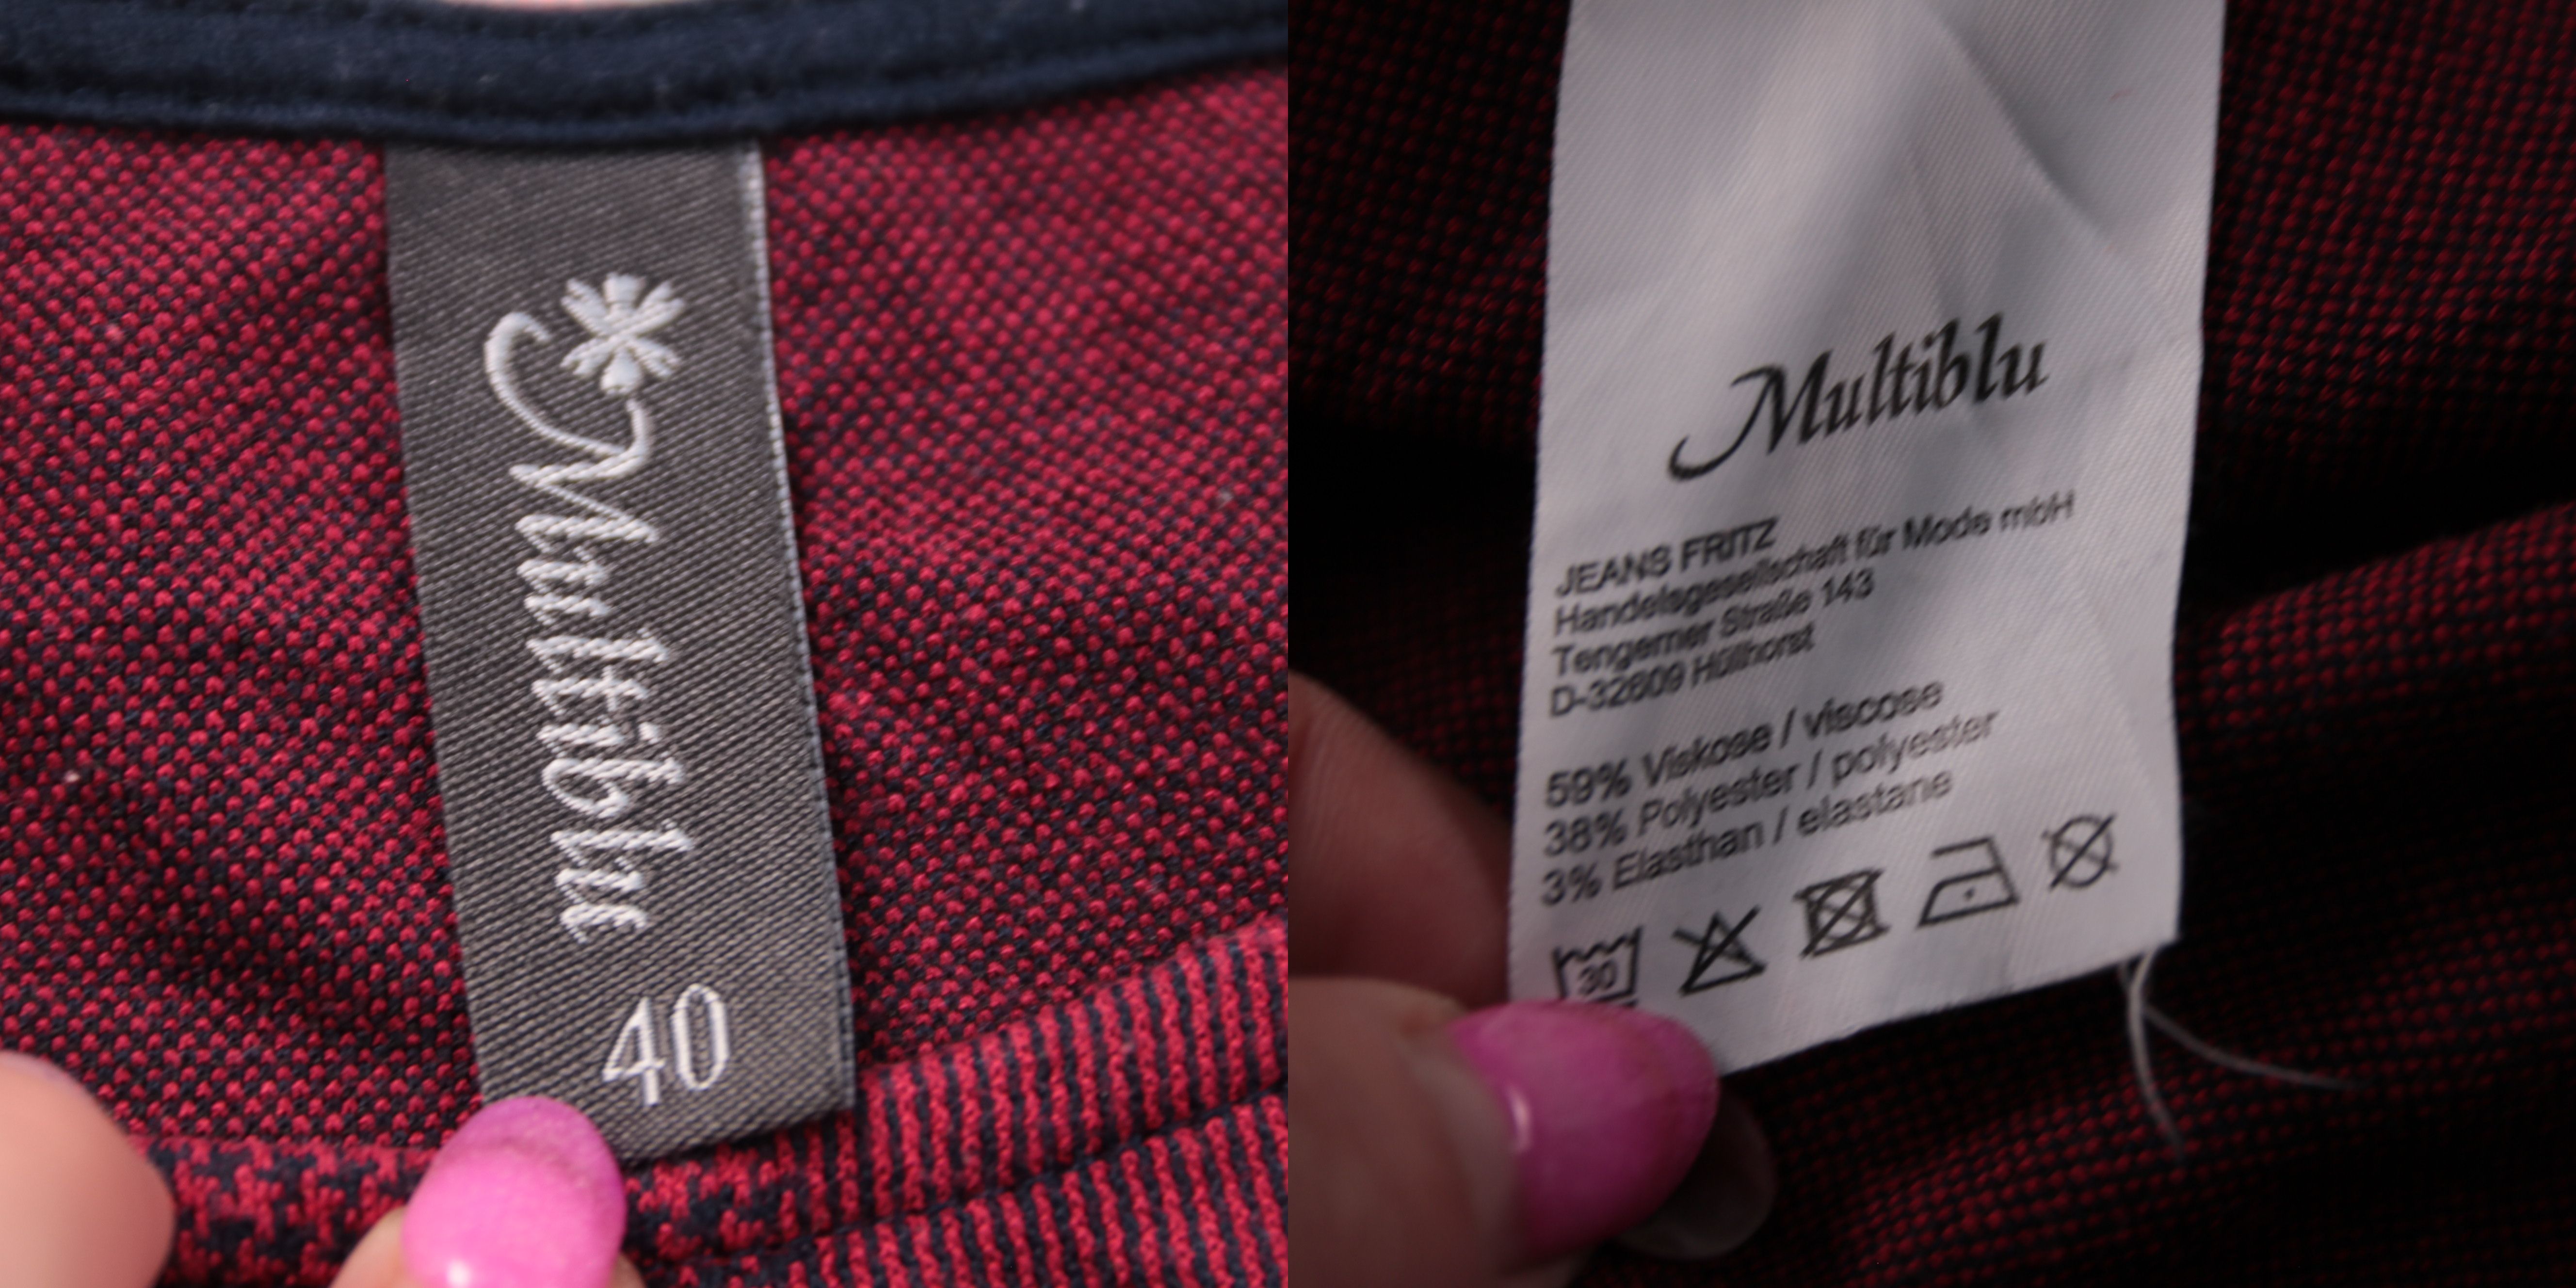 Multiblu
40
Multiblu
JEANS FRITZ
Handelsgesellschaft für Mode mbH
Tengerner Straße 143
D-32609 Hüllhorst
59% Viskose / viscose
38% Polyester / polyester
3% Elasthan / elastane
30